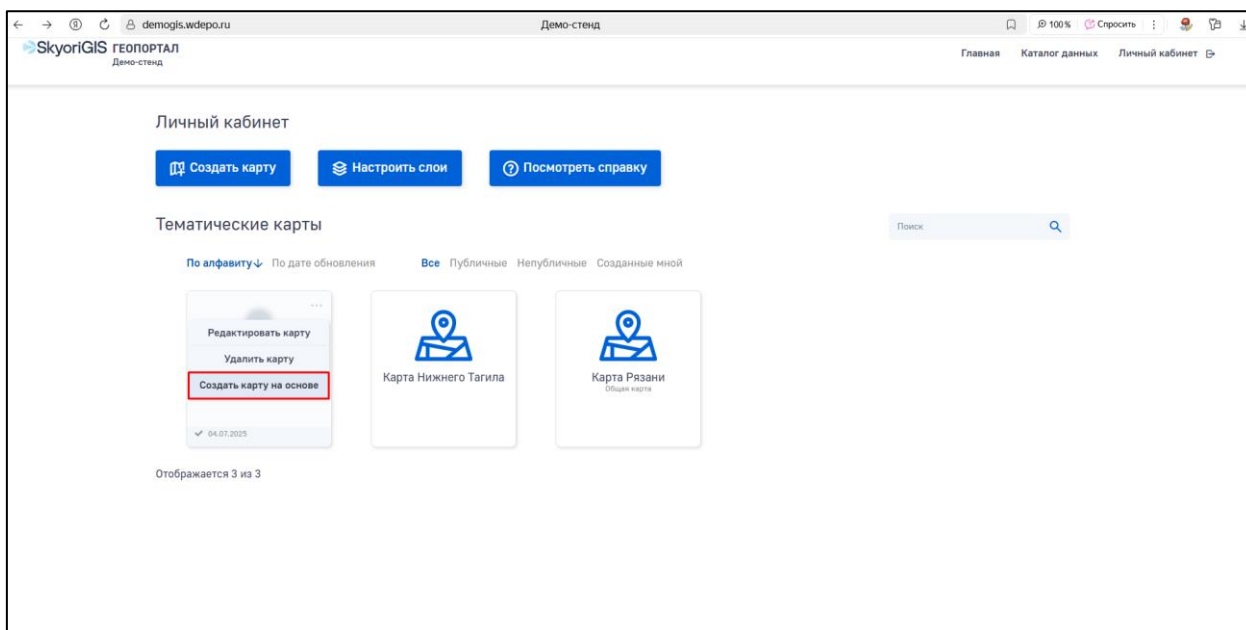 demogis.wdepo.ru
Демо-стенд
100 %
Спросить
SkyoriGIS ГЕОПОРТАЛ
Демо-стенд
Главная Каталог данных Личный кабинет
Личный кабинет
Создать карту Настроить слои Посмотреть справку
Тематические карты
Поиск
По алфавиту По дате обновления Все Публичные Непубличные Созданные мной
Редактировать карту
Удалить карту
Создать карту на основе
04.07.2025
Карта Нижнего Тагила
Карта Рязани
Общая карта
Отображается 3 из 3